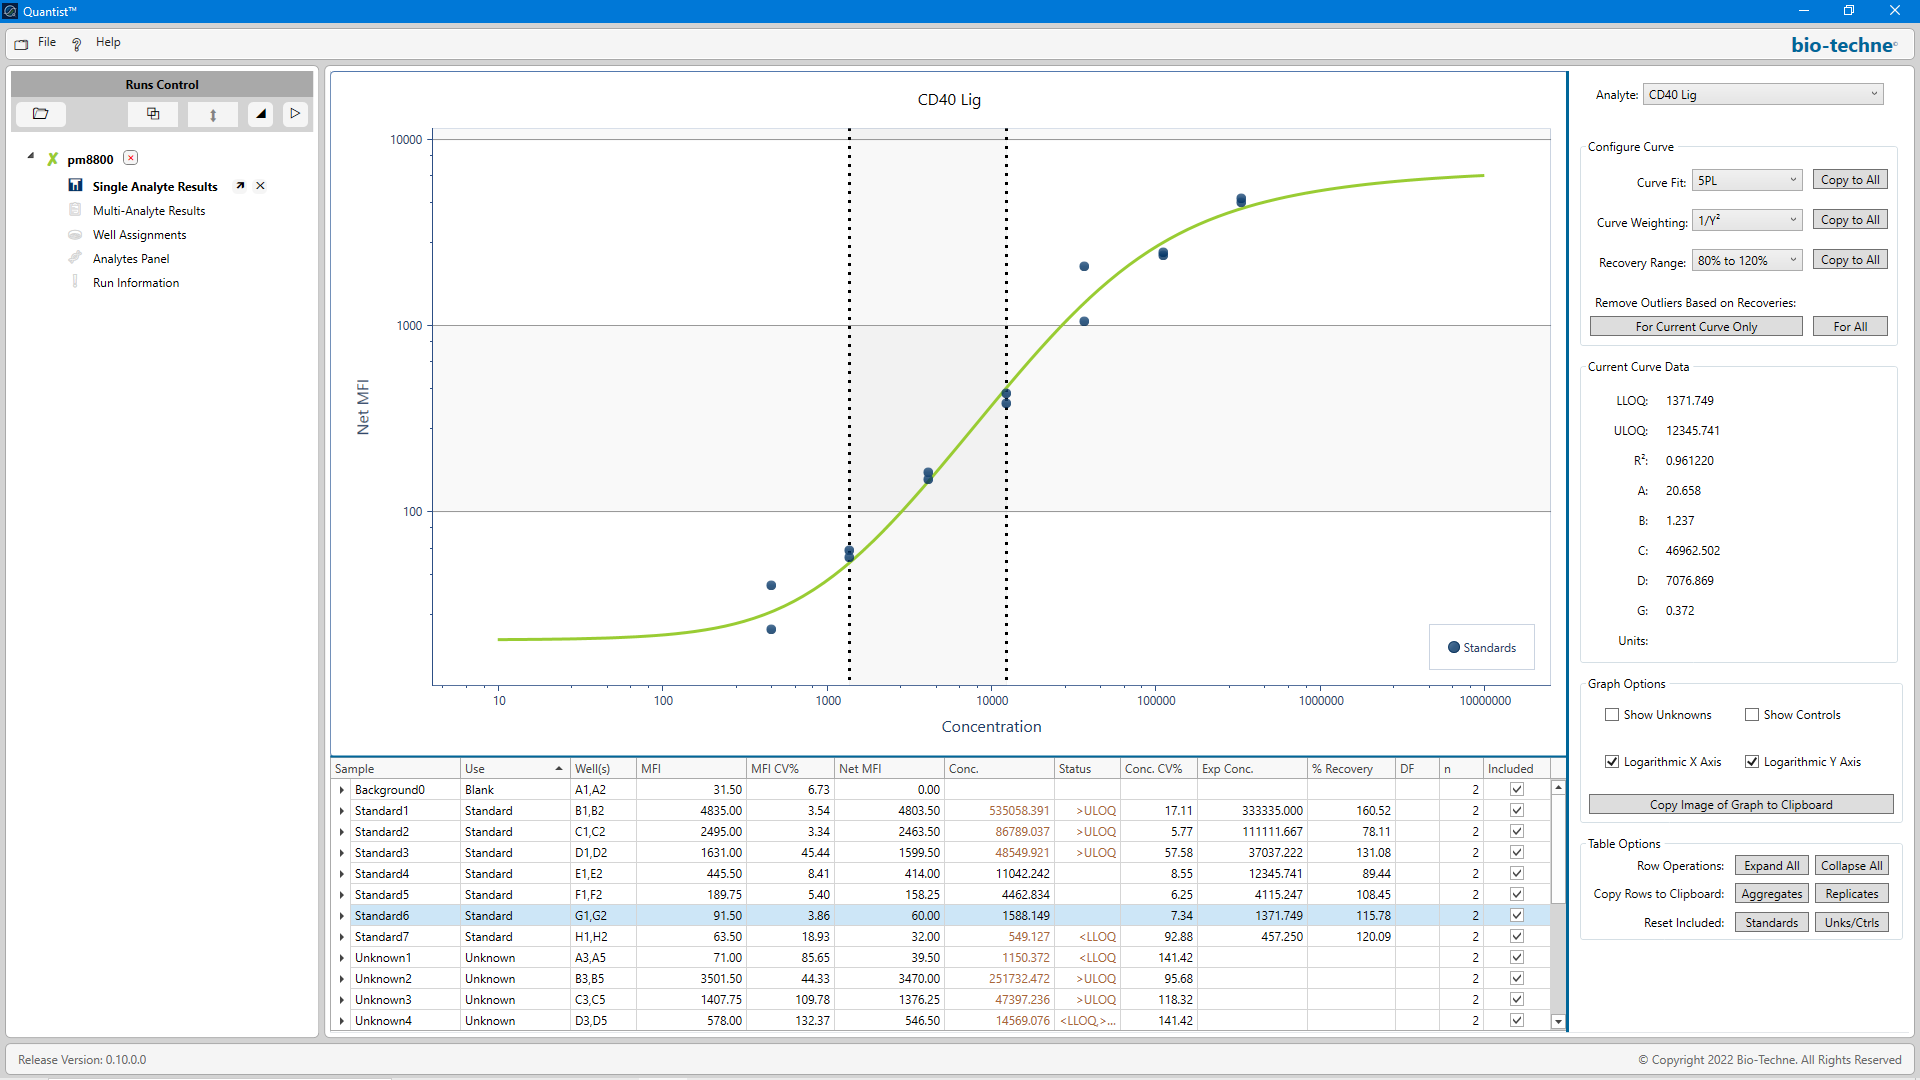 Quantist™
File Help
bio-techne
Runs Control
pm8800
Single Analyte Results
Multi-Analyte Results
Well Assignments
Analytes Panel
Run Information
CD40 Lig
10000
1000
100
Net MFI
10 100 1000 10000 100000 1000000 10000000
Concentration
Standards
Analyte: CD40 Lig
Configure Curve
Curve Fit: 5PL Copy to All
Curve Weighting: 1/Y² Copy to All
Recovery Range: 80% to 120% Copy to All
Remove Outliers Based on Recoveries:
For Current Curve Only For All
Current Curve Data
LLOQ: 1371.749
ULOQ: 12345.741
R²: 0.961220
A: 20.658
B: 1.237
C: 46962.502
D: 7076.869
G: 0.372
Units:
Graph Options
Show Unknowns Show Controls
Logarithmic X Axis Logarithmic Y Axis
Copy Image of Graph to Clipboard
Table Options
Row Operations: Expand All Collapse All
Copy Rows to Clipboard: Aggregates Replicates
Reset Included: Standards Unks/Ctrls
Sample Use Well(s) MFI MFI CV% Net MFI Conc. Status Conc. CV% Exp Conc. % Recovery DF n Included
Background0 Blank A1,A2 31.50 6.73 0.00 2
Standard1 Standard B1,B2 4835.00 3.54 4803.50 535058.391 >ULOQ 17.11 333335.000 160.52 2
Standard2 Standard C1,C2 2495.00 3.34 2463.50 86789.037 >ULOQ 5.77 111111.667 78.11 2
Standard3 Standard D1,D2 1631.00 45.44 1599.50 48549.921 >ULOQ 57.58 37037.222 131.08 2
Standard4 Standard E1,E2 445.50 8.41 414.00 11042.242 8.55 12345.741 89.44 2
Standard5 Standard F1,F2 189.75 5.40 158.25 4462.834 6.25 4115.247 108.45 2
Standard6 Standard G1,G2 91.50 3.86 60.00 1588.149 7.34 1371.749 115.78 2
Standard7 Standard H1,H2 63.50 18.93 32.00 549.127 <LLOQ 92.88 457.250 120.09 2
Unknown1 Unknown A3,A5 71.00 85.65 39.50 1150.372 <LLOQ 141.42 2
Unknown2 Unknown B3,B5 3501.50 44.33 3470.00 251732.472 >ULOQ 95.68 2
Unknown3 Unknown C3,C5 1407.75 109.78 1376.25 47397.236 >ULOQ 118.32 2
Unknown4 Unknown D3,D5 578.00 132.37 546.50 14569.076 <LLOQ,>... 141.42 2
Release Version: 0.10.0.0
© Copyright 2022 Bio-Techne. All Rights Reserved